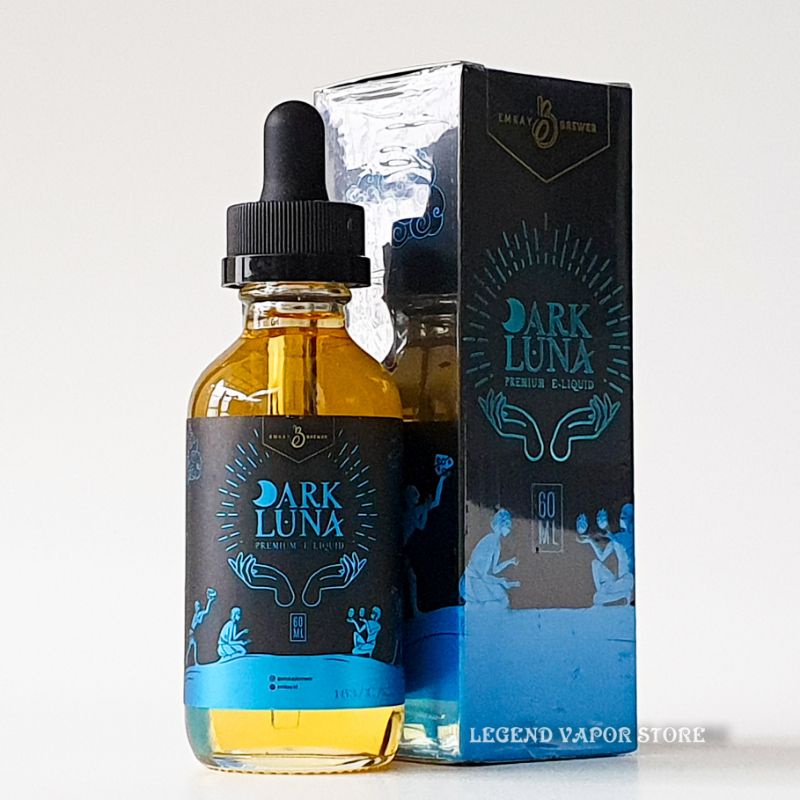 EMKAY BREWER
DARK
LUNA
PREMIUM E-LIQUID
60
ML
EMKAY BREWER
DARK
LUNA
PREMIUM E-LIQUID
60
ML
LEGEND VAPOR STORE